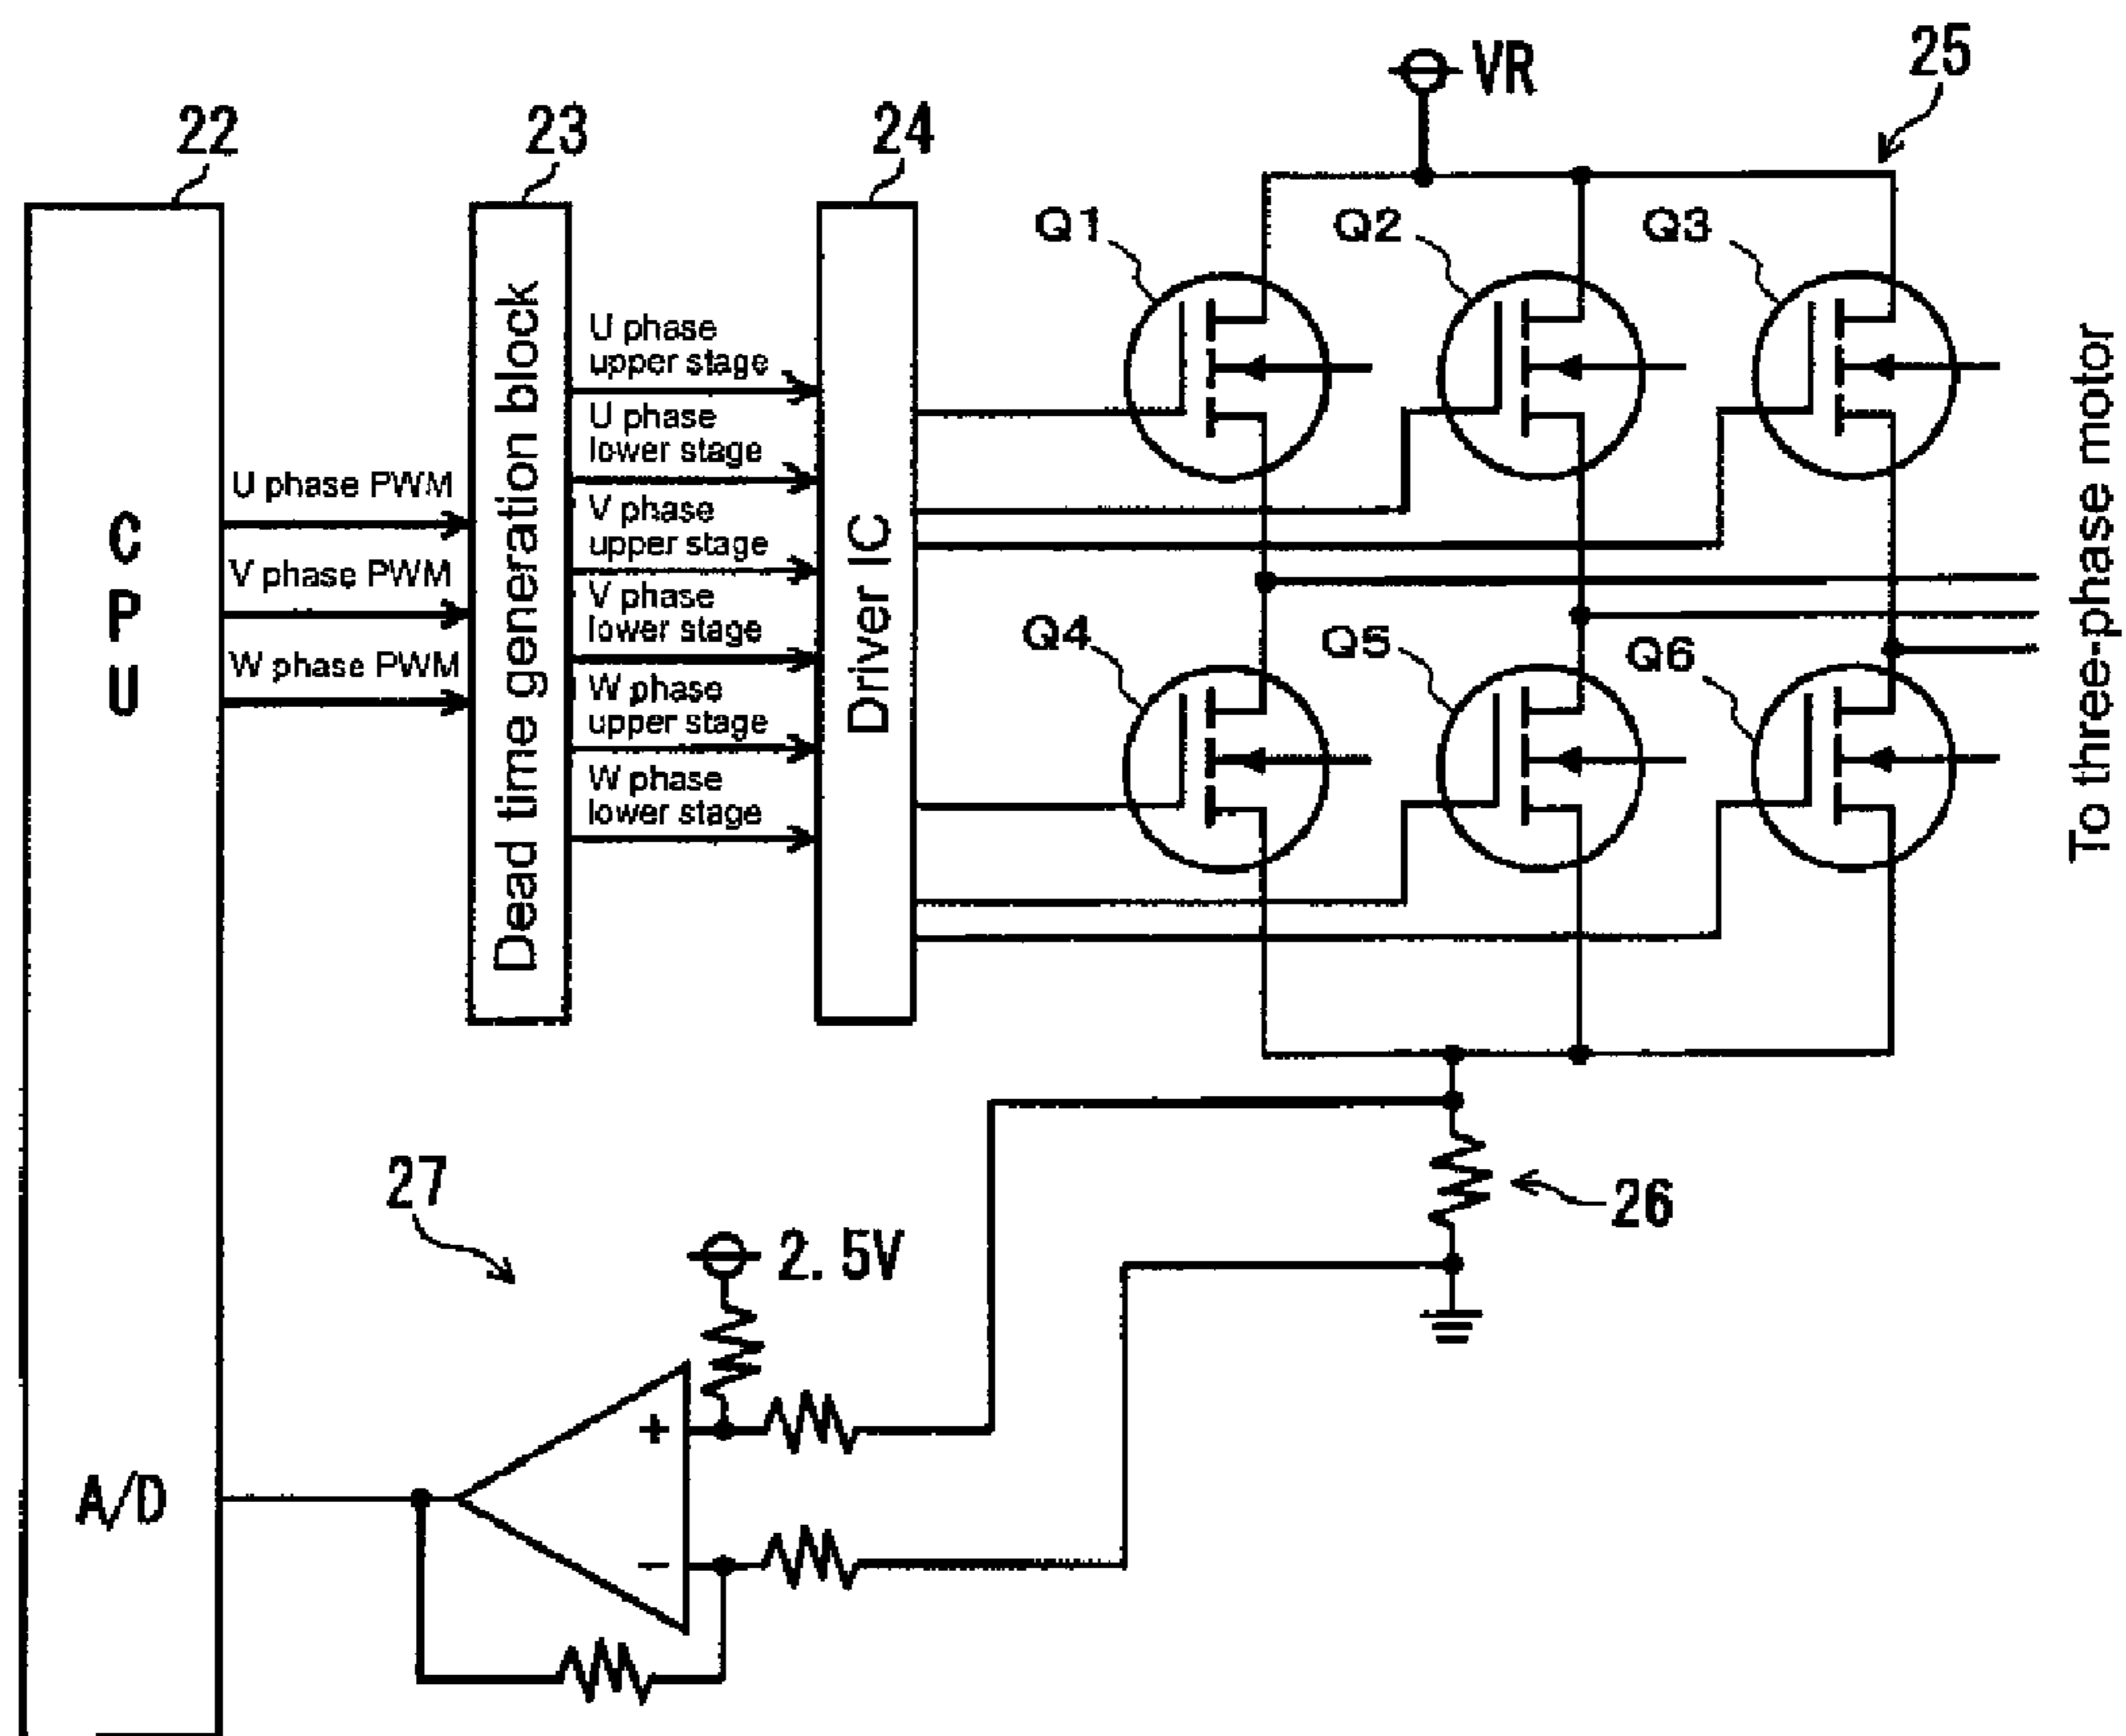 VR
25
22
23
24
Q1
Q2
Q3
U phase
upper stage
U phase
lower stage
V phase
upper stage
V phase
lower stage
W phase
upper stage
W phase
lower stage
U phase PWM
V phase PWM
W phase PWM
C
P
U
Dead time generation block
Driver IC
Q4
Q5
Q6
To three-phase motor
27
26
2.5V
+
−
A/D